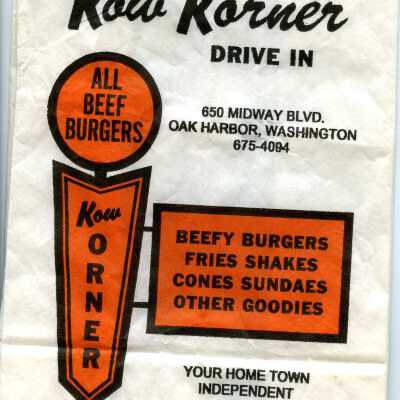 Kow Korner
DRIVE IN
ALL
BEEF
BURGERS
650 MIDWAY BLVD.
OAK HARBOR, WASHINGTON
675-4094
Kow
KORNER
BEEFY BURGERS
FRIES SHAKES
CONES SUNDAES
OTHER GOODIES
YOUR HOME TOWN
INDEPENDENT